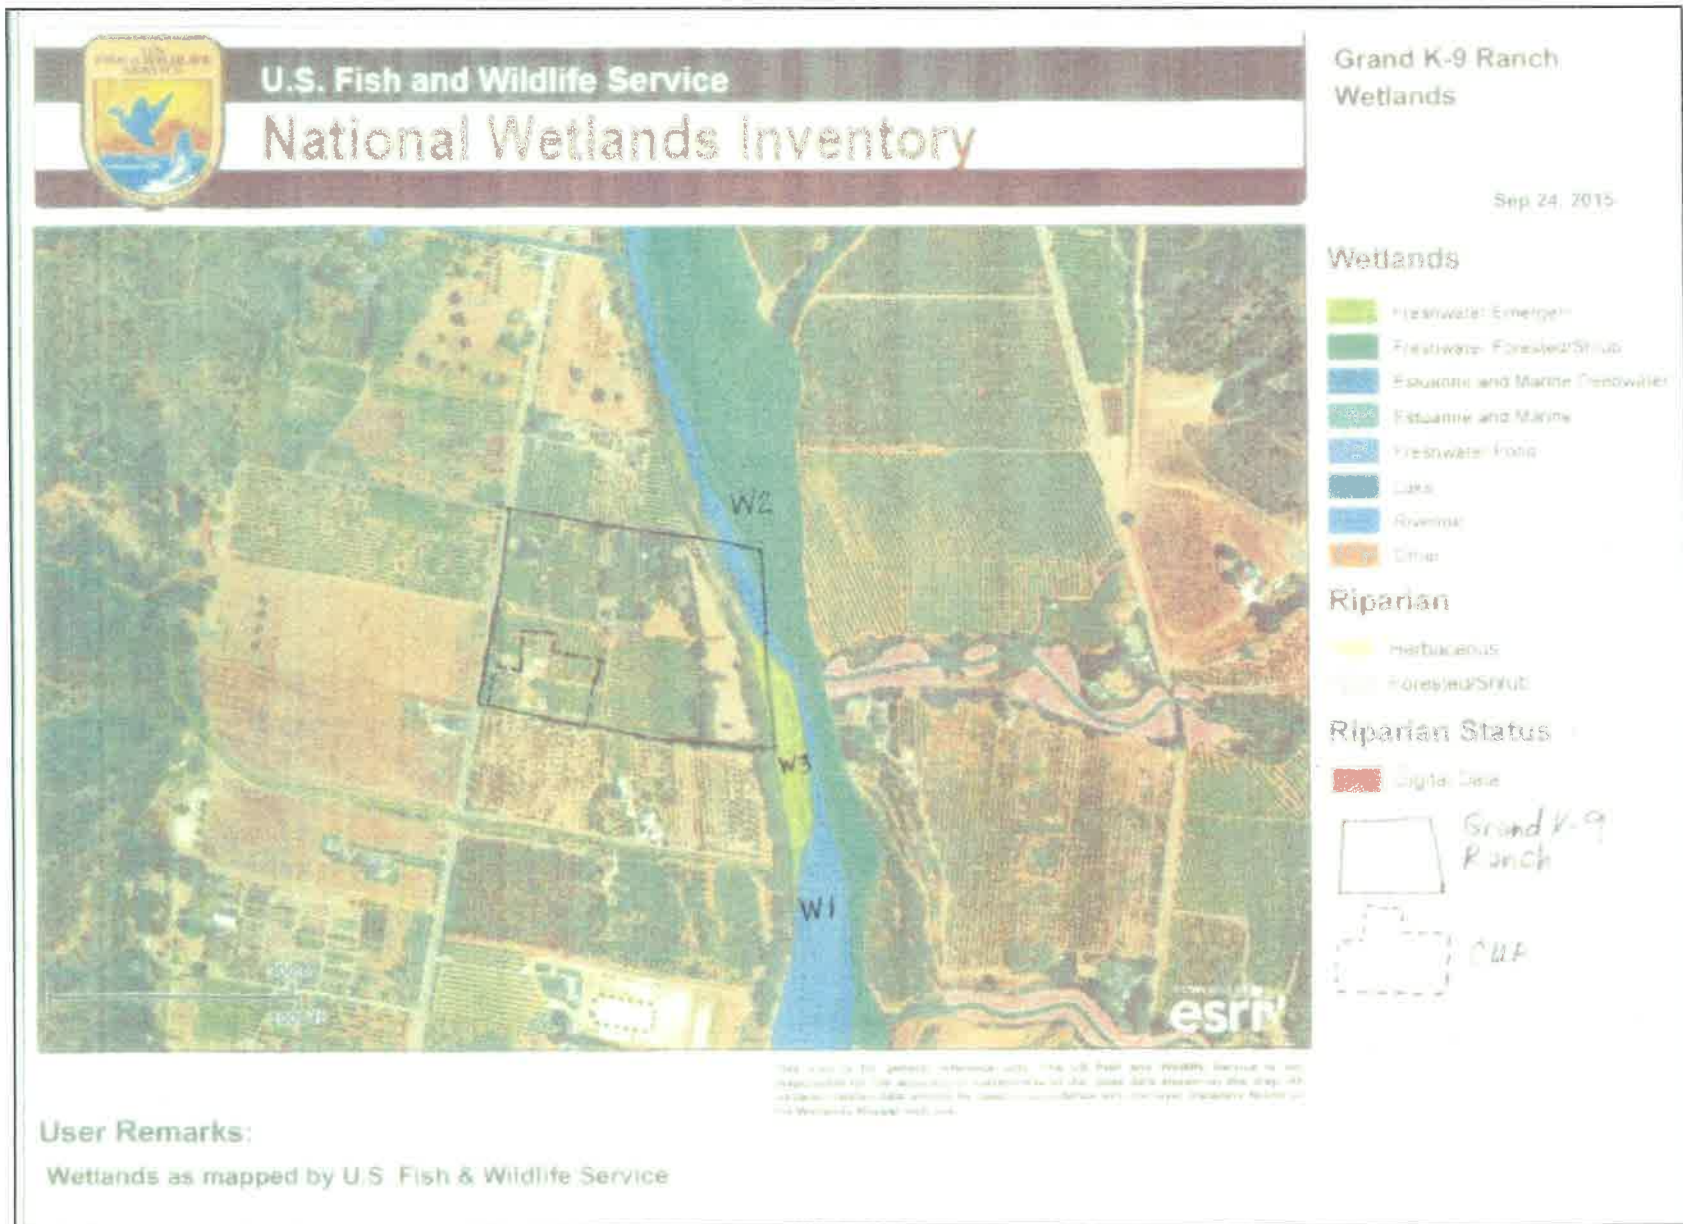 U.S. Fish and Wildlife Service
National Wetlands Inventory
Grand K-9 Ranch
Wetlands
Sep 24, 2015
Wetlands
Freshwater Emergent
Freshwater Forested/Shrub
Estuarine and Marine Deepwater
Estuarine and Marine
Freshwater Pond
Lake
Riverine
Other
Riparian
Herbaceous
Forested/Shrub
Riparian Status
Digital Data
Grand K-9
Ranch
CUP
W2
W3
W1
esri
User Remarks:
Wetlands as mapped by U.S. Fish & Wildlife Service